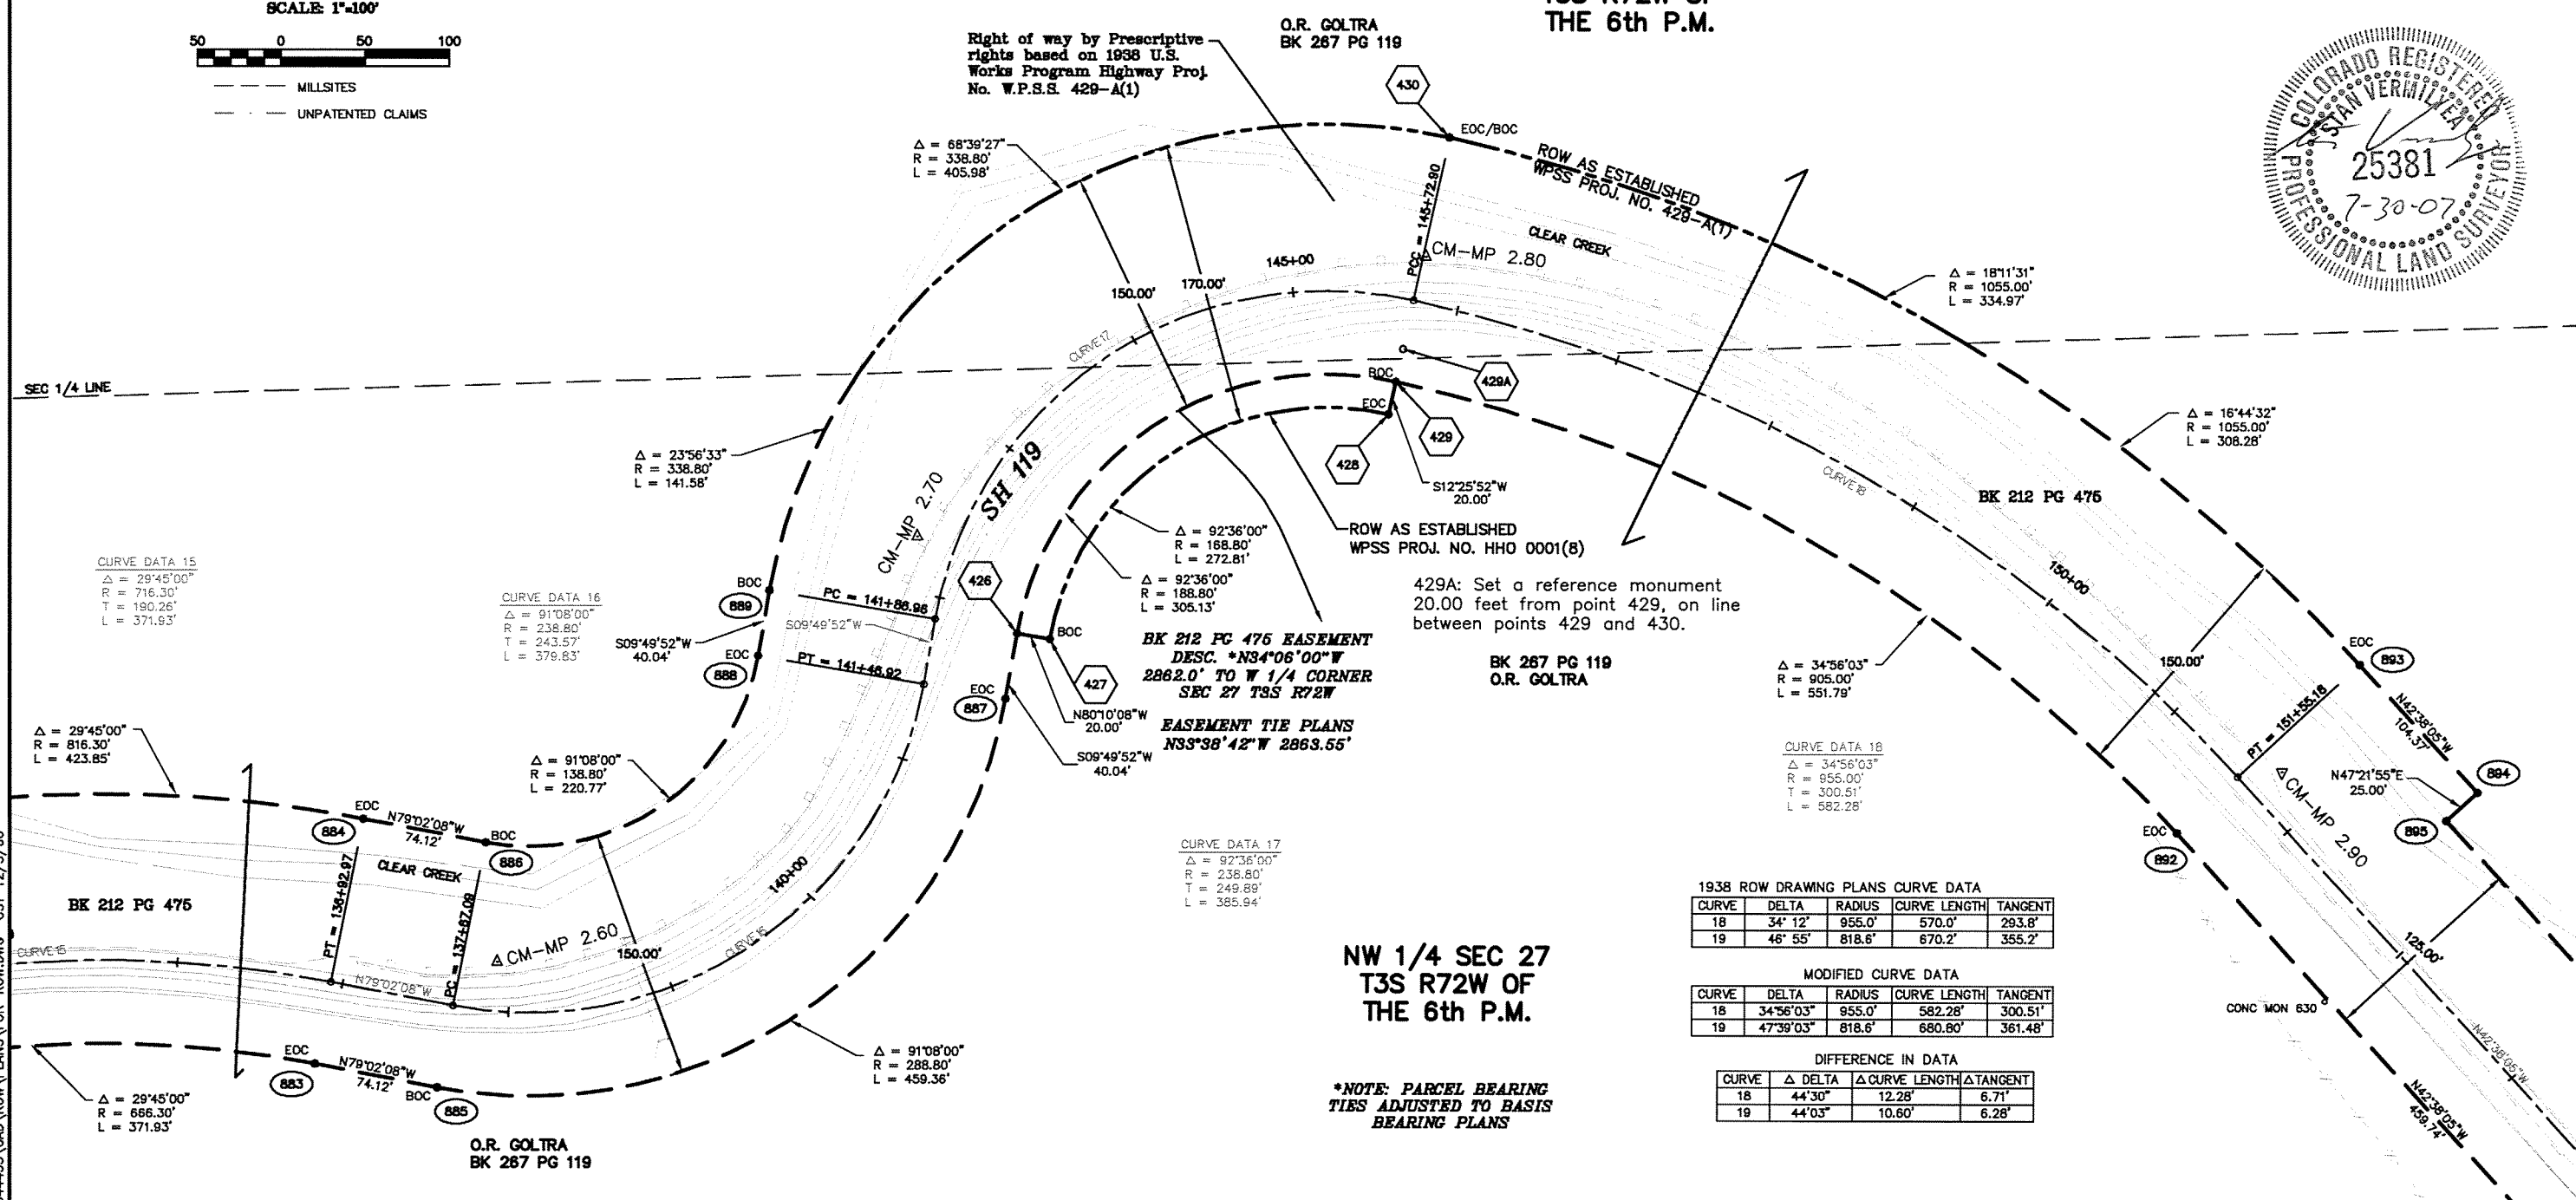 SCALE: 1"=100'
50 0 50 100
MILLSITES
UNPATENTED CLAIMS
THE 6th P.M.
O.R. GOLTRA
BK 267 PG 119
Right of way by Prescriptive
rights based on 1938 U.S.
Works Program Highway Proj.
No. W.P.S.S. 429-A(1)
430
EOC/BOC
ROW AS ESTABLISHED
WPSS PROJ. NO. 429-A(1)
COLORADO REGISTERED
STAN VERMILYEA
25381
7-30-07
PROFESSIONAL LAND SURVEYOR
Δ = 68°39'27"
R = 338.80'
L = 405.98'
PCC = 145+72.90
CLEAR CREEK
CM-MP 2.80
145+00
150.00'
170.00'
Δ = 18°11'31"
R = 1055.00'
L = 334.97'
CURVE 17
SEC 1/4 LINE
BOC
429A
EOC
429
428
S12°25'52"W
20.00'
Δ = 16°44'32"
R = 1055.00'
L = 308.28'
Δ = 23°56'33"
R = 338.80'
L = 141.58'
CM-MP 2.70
SH 119
CURVE 18
BK 212 PG 475
Δ = 92°36'00"
R = 168.80'
L = 272.81'
ROW AS ESTABLISHED
WPSS PROJ. NO. HHO 0001(8)
CURVE DATA 15
Δ = 29°45'00"
R = 716.30'
T = 190.26'
L = 371.93'
CURVE DATA 16
Δ = 91°08'00"
R = 238.80'
T = 243.57'
L = 379.83'
BOC
889
PC = 141+86.96
S09°49'52"W
S09°49'52"W
40.04'
EOC
888
PT = 141+46.92
426
BOC
Δ = 92°36'00"
R = 188.80'
L = 305.13'
429A: Set a reference monument
20.00 feet from point 429, on line
between points 429 and 430.
150+00
BK 212 PG 475 EASEMENT
DESC. *N34°06'00"W
2862.0' TO W 1/4 CORNER
SEC 27 T3S R72W
EASEMENT TIE PLANS
N33°38'42"W 2863.55'
427
N80°10'08"W
20.00'
EOC
887
S09°49'52"W
40.04'
BK 267 PG 119
O.R. GOLTRA
Δ = 34°56'03"
R = 905.00'
L = 551.79'
150.00'
EOC
893
N42°38'05"W
104.37'
PT = 151+55.18
Δ = 29°45'00"
R = 816.30'
L = 423.85'
Δ = 91°08'00"
R = 138.80'
L = 220.77'
CURVE DATA 18
Δ = 34°56'03"
R = 955.00'
T = 300.51'
L = 582.28'
N47°21'55"E
25.00'
894
895
CM-MP 2.90
EOC
884
N79°02'08"W
74.12'
BOC
886
CLEAR CREEK
EOC
892
CURVE DATA 17
Δ = 92°36'00"
R = 238.80'
T = 249.89'
L = 385.94'
140+00
BK 212 PG 475
PT = 136+92.97
PC = 137+67.09
CURVE 15
N79°02'08"W
CM-MP 2.60
150.00'
CURVE 16
1938 ROW DRAWING PLANS CURVE DATA
CURVE DELTA RADIUS CURVE LENGTH TANGENT
18 34° 12' 955.0' 570.0' 293.8'
19 46° 55' 818.6' 670.2' 355.2'
NW 1/4 SEC 27
T3S R72W OF
THE 6th P.M.
125.00'
MODIFIED CURVE DATA
CURVE DELTA RADIUS CURVE LENGTH TANGENT
18 34°56'03" 955.0' 582.28' 300.51'
19 47°39'03" 818.6' 680.80' 361.48'
CONC MON 630
N42°38'05"W
EOC
883
N79°02'08"W
74.12'
BOC
885
Δ = 91°08'00"
R = 288.80'
L = 459.36'
DIFFERENCE IN DATA
CURVE Δ DELTA Δ CURVE LENGTH Δ TANGENT
18 44'30" 12.28' 6.71'
19 44'03" 10.60' 6.28'
*NOTE: PARCEL BEARING
TIES ADJUSTED TO BASIS
BEARING PLANS
Δ = 29°45'00"
R = 666.30'
L = 371.93'
N42°38'05"W
459.74'
O.R. GOLTRA
BK 267 PG 119